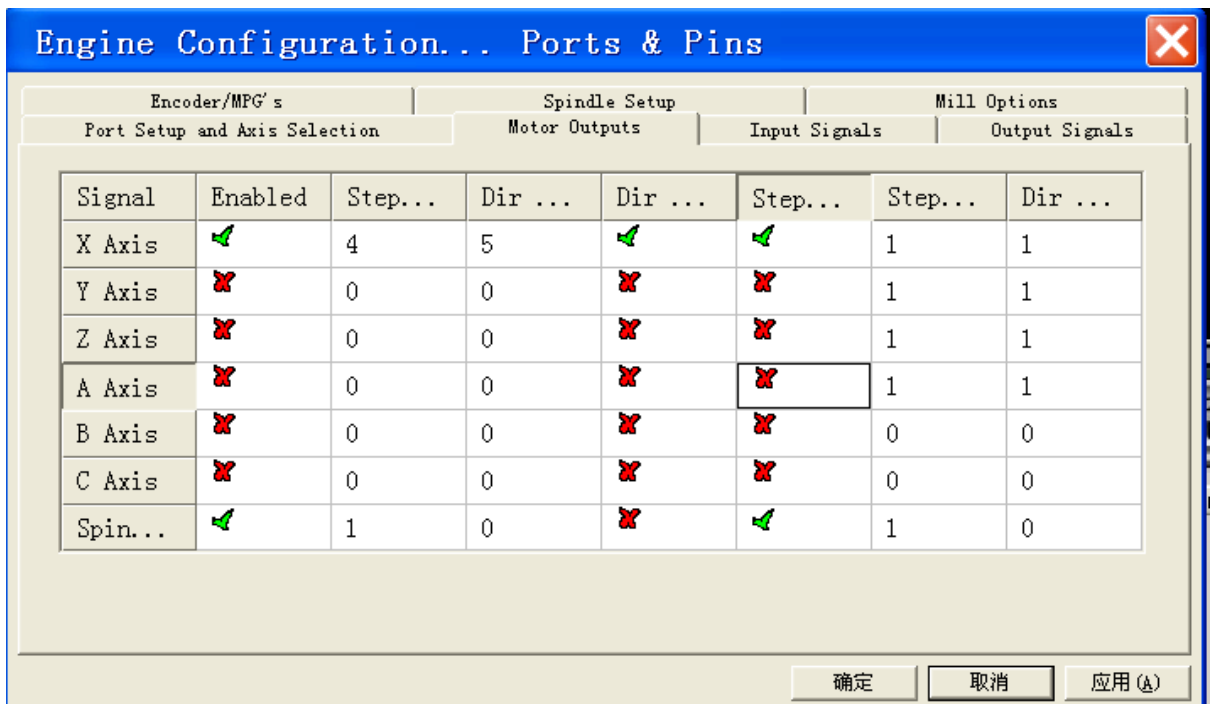 Engine Configuration... Ports & Pins
Encoder/MPG's Spindle Setup Mill Options
Port Setup and Axis Selection Motor Outputs Input Signals Output Signals
Signal Enabled Step... Dir ... Dir ... Step... Step... Dir ...
X Axis 4 5 1 1
Y Axis 0 0 1 1
Z Axis 0 0 1 1
A Axis 0 0 1 1
B Axis 0 0 0 0
C Axis 0 0 0 0
Spin... 1 0 1 0
确定 取消 应用(A)